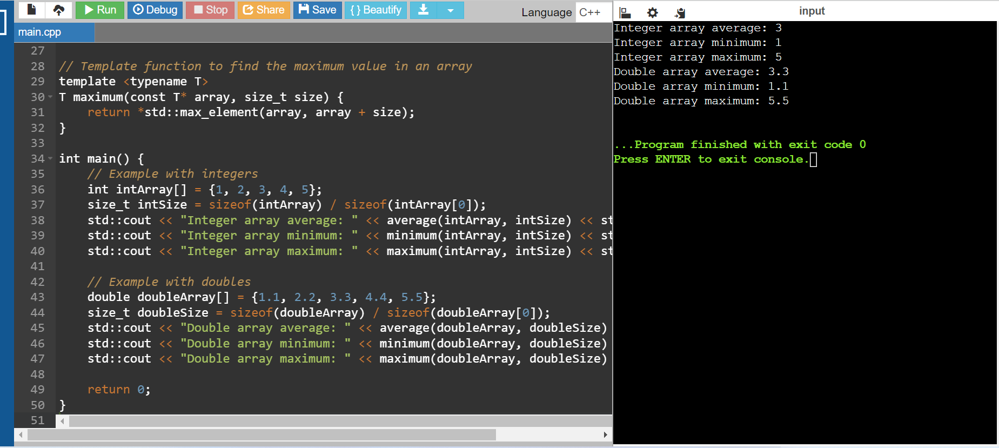 Run Debug Stop Share Save { } Beautify Language C++
main.cpp
27
28 // Template function to find the maximum value in an array
29 template <typename T>
30 T maximum(const T* array, size_t size) {
31     return *std::max_element(array, array + size);
32 }
33
34 int main() {
35     // Example with integers
36     int intArray[] = {1, 2, 3, 4, 5};
37     size_t intSize = sizeof(intArray) / sizeof(intArray[0]);
38     std::cout << "Integer array average: " << average(intArray, intSize) << st
39     std::cout << "Integer array minimum: " << minimum(intArray, intSize) << st
40     std::cout << "Integer array maximum: " << maximum(intArray, intSize) << st
41
42     // Example with doubles
43     double doubleArray[] = {1.1, 2.2, 3.3, 4.4, 5.5};
44     size_t doubleSize = sizeof(doubleArray) / sizeof(doubleArray[0]);
45     std::cout << "Double array average: " << average(doubleArray, doubleSize)
46     std::cout << "Double array minimum: " << minimum(doubleArray, doubleSize)
47     std::cout << "Double array maximum: " << maximum(doubleArray, doubleSize)
48
49     return 0;
50 }
51
input
Integer array average: 3
Integer array minimum: 1
Integer array maximum: 5
Double array average: 3.3
Double array minimum: 1.1
Double array maximum: 5.5
...Program finished with exit code 0
Press ENTER to exit console.